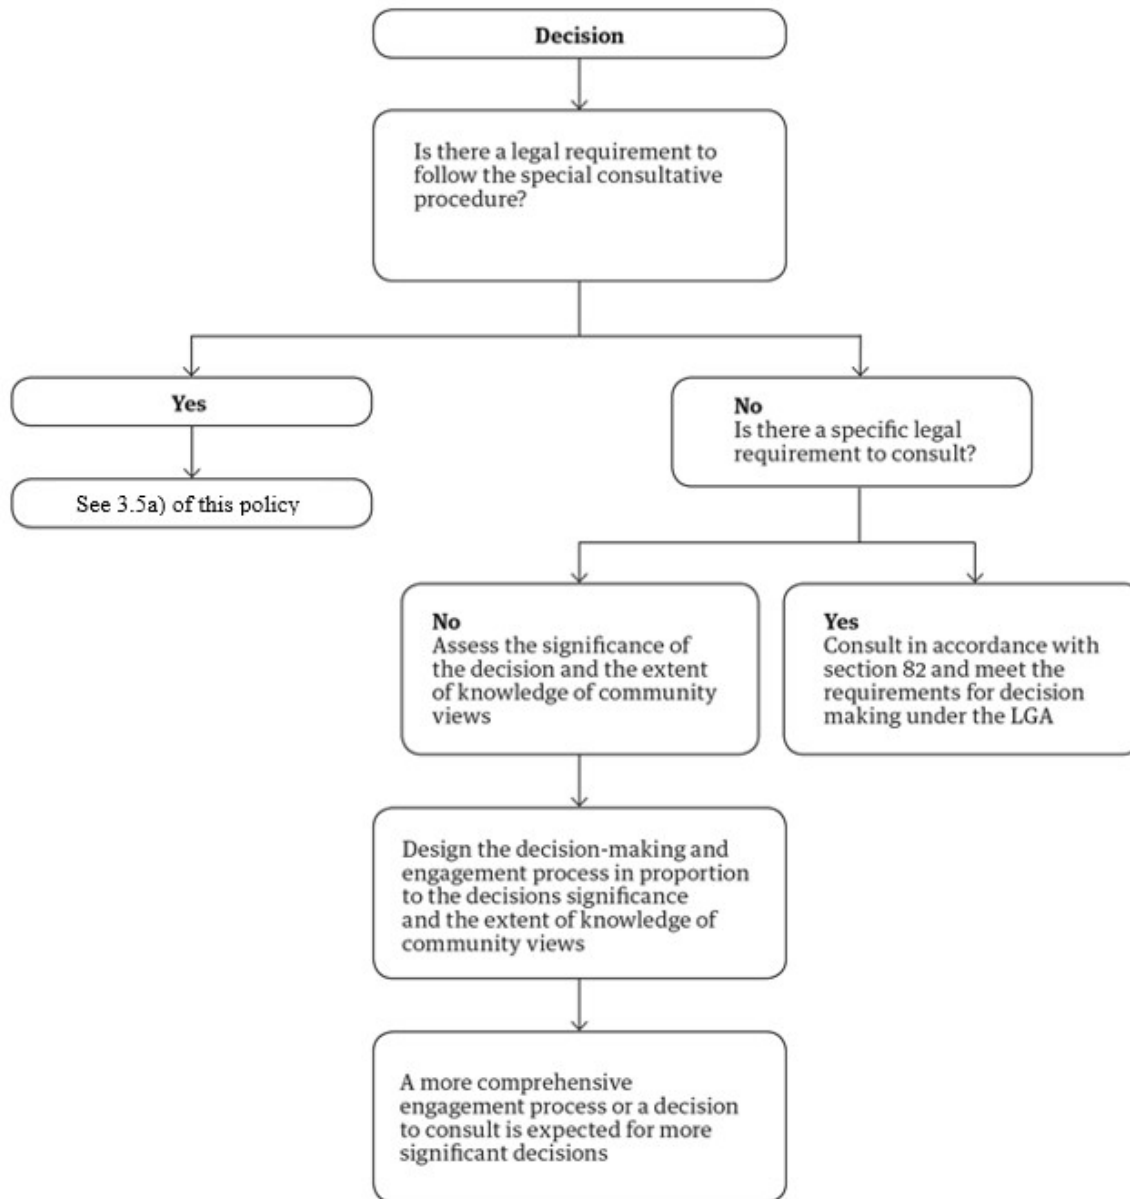 Decision
Is there a legal requirement to
follow the special consultative
procedure?
Yes
See 3.5a) of this policy
No
Is there a specific legal
requirement to consult?
No
Assess the significance of
the decision and the extent
of knowledge of community
views
Yes
Consult in accordance with
section 82 and meet the
requirements for decision
making under the LGA
Design the decision-making and
engagement process in proportion
to the decisions significance
and the extent of knowledge of
community views
A more comprehensive
engagement process or a decision
to consult is expected for more
significant decisions